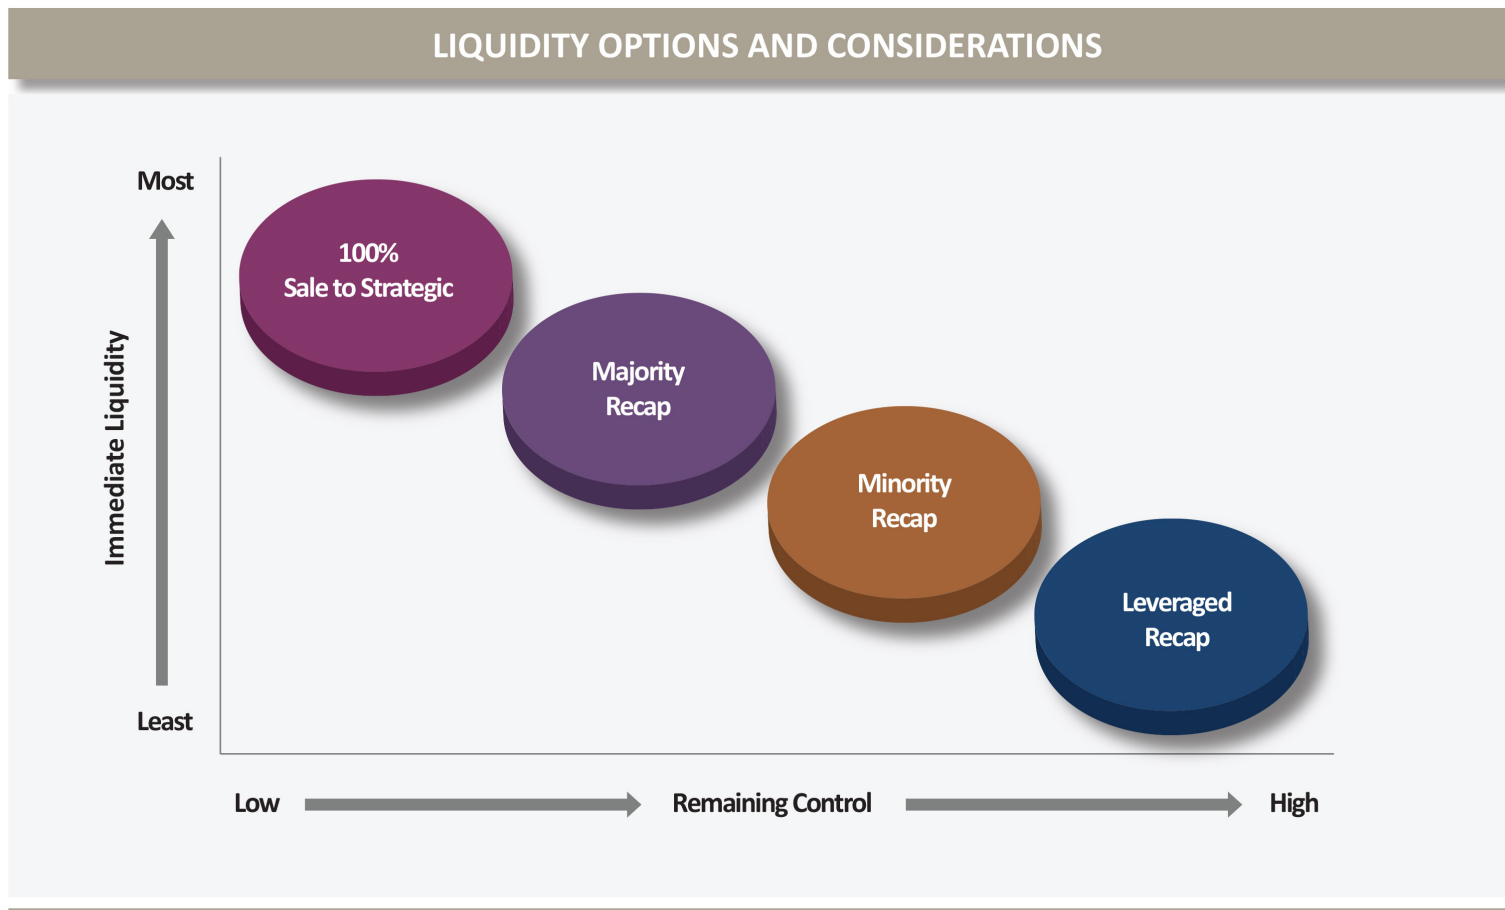 LIQUIDITY OPTIONS AND CONSIDERATIONS
Most
100%
Sale to Strategic
Majority
Recap
Immediate Liquidity
Minority
Recap
Leveraged
Recap
Least
Low
Remaining Control
High